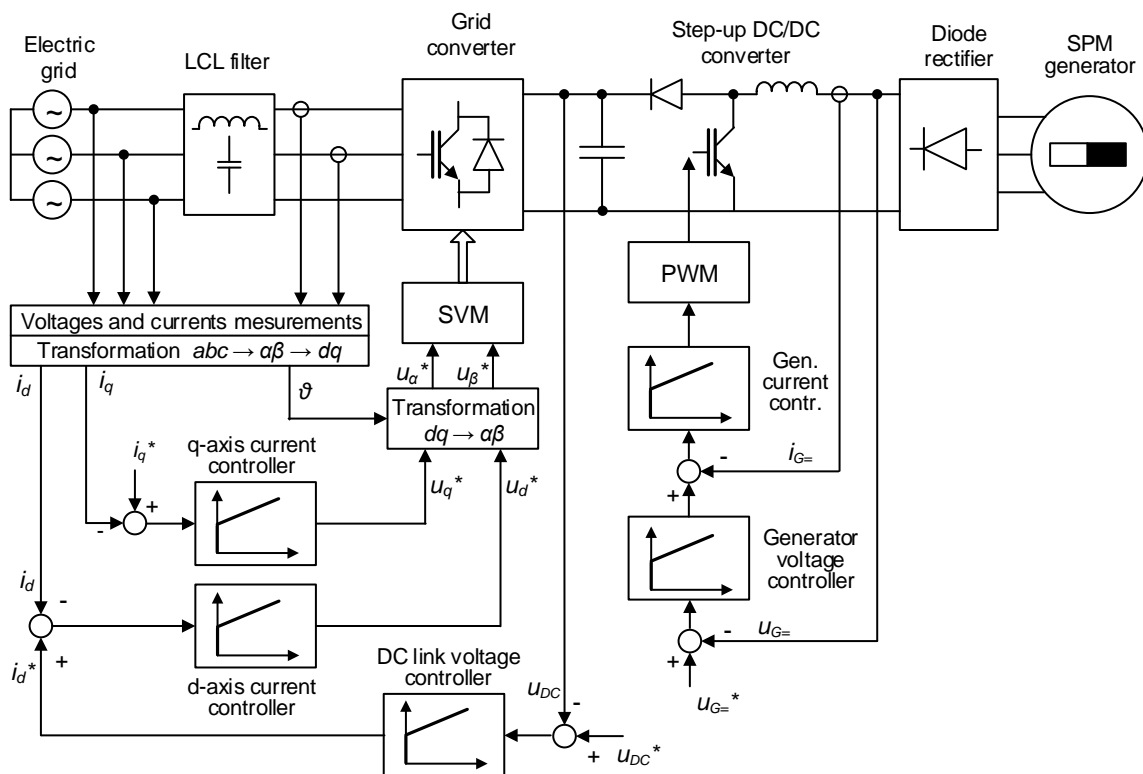 Electric
grid
LCL filter
Grid
converter
Step-up DC/DC
converter
Diode
rectifier
SPM
generator
~
~
~
Voltages and currents mesurements
Transformation abc → αβ → dq
SVM
PWM
i_d
i_q
ϑ
u_α*
u_β*
Transformation
dq → αβ
Gen.
current
contr.
i_q*
q-axis current
controller
u_q*
u_d*
-
i_G=
+
-
+
Generator
voltage
controller
i_d
-
-
u_G=
+
u_G=*
i_d*
+
d-axis current
controller
DC link voltage
controller
u_DC
-
+
u_DC*